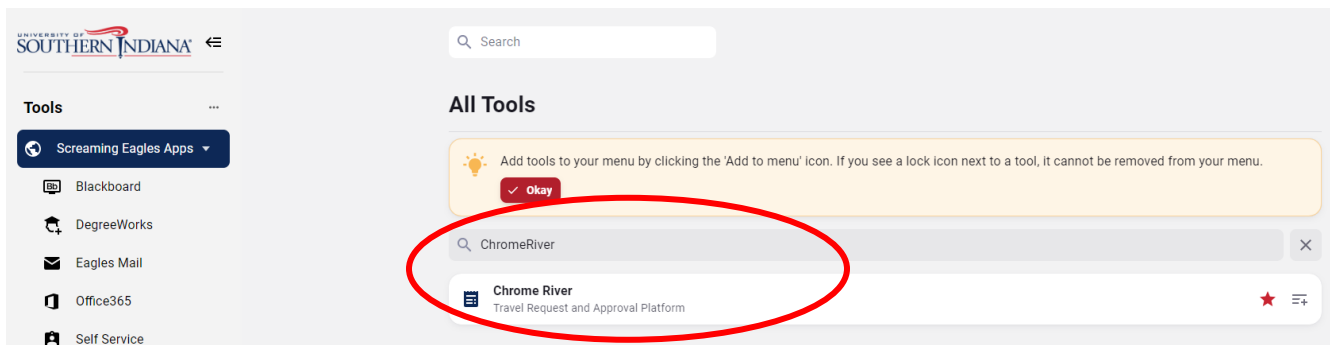 UNIVERSITY OF
SOUTHERN INDIANA
Tools
Screaming Eagles Apps
Bb Blackboard
DegreeWorks
Eagles Mail
Office365
Self Service
Search
All Tools
Add tools to your menu by clicking the 'Add to menu' icon. If you see a lock icon next to a tool, it cannot be removed from your menu.
Okay
ChromeRiver
Chrome River
Travel Request and Approval Platform